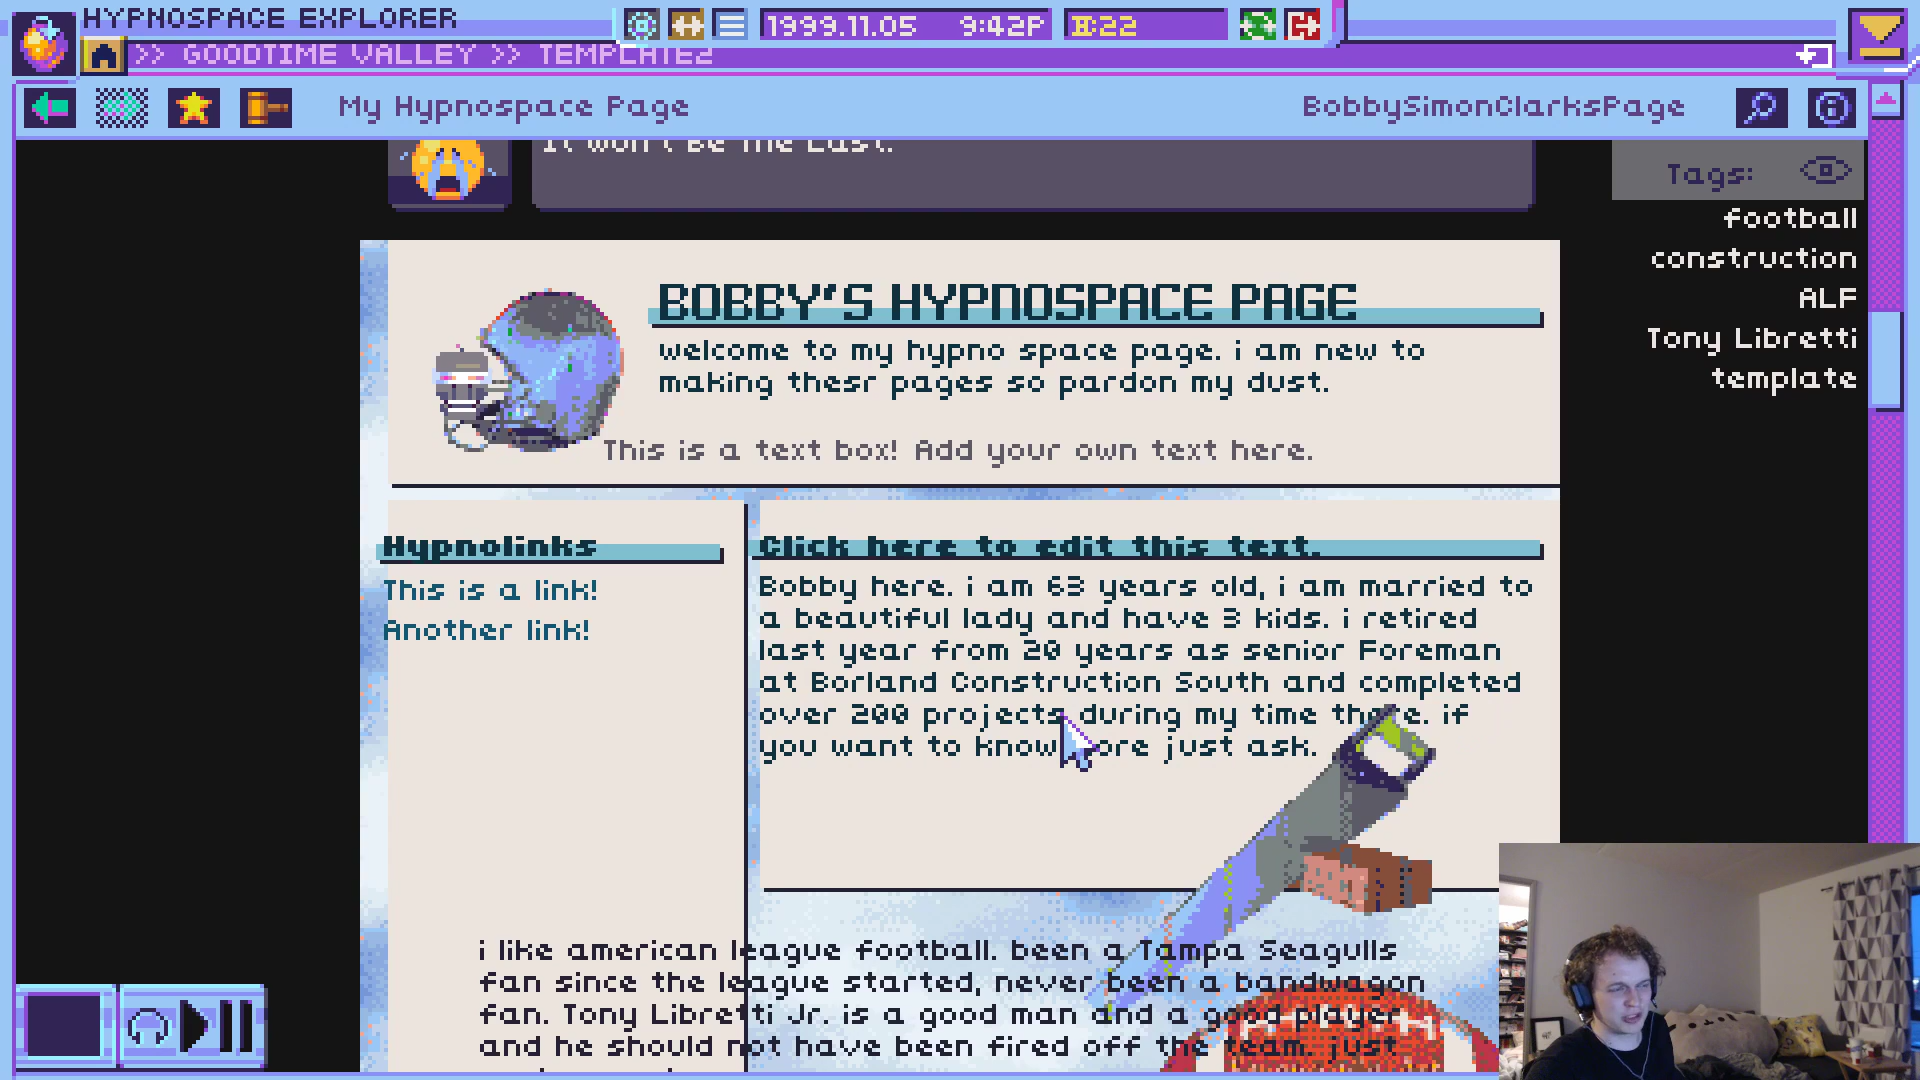 HYPNOSPACE EXPLORER
1999.11.05 9:42P
22
>> GOODTIME VALLEY >> TEMPLATE2
My Hypnospace Page
BobbySimonClarksPage
It won't be the Last.
Tags:
football
construction
ALF
Tony Libretti
template
BOBBY'S HYPNOSPACE PAGE
welcome to my hypno space page. i am new to
making thesr pages so pardon my dust.
This is a text box! Add your own text here.
Hypnolinks
This is a link!
Another link!
Click here to edit this text.
Bobby here. i am 63 years old, i am married to
a beautiful lady and have 3 kids. i retired
last year from 20 years as senior Foreman
at Borland Construction South and completed
over 200 projects during my time there. if
you want to know more just ask.
i like american league football. been a Tampa Seagulls
fan since the league started, never been a bandwagon
fan. Tony Libretti Jr. is a good man and a good player
and he should not have been fired off the team. just